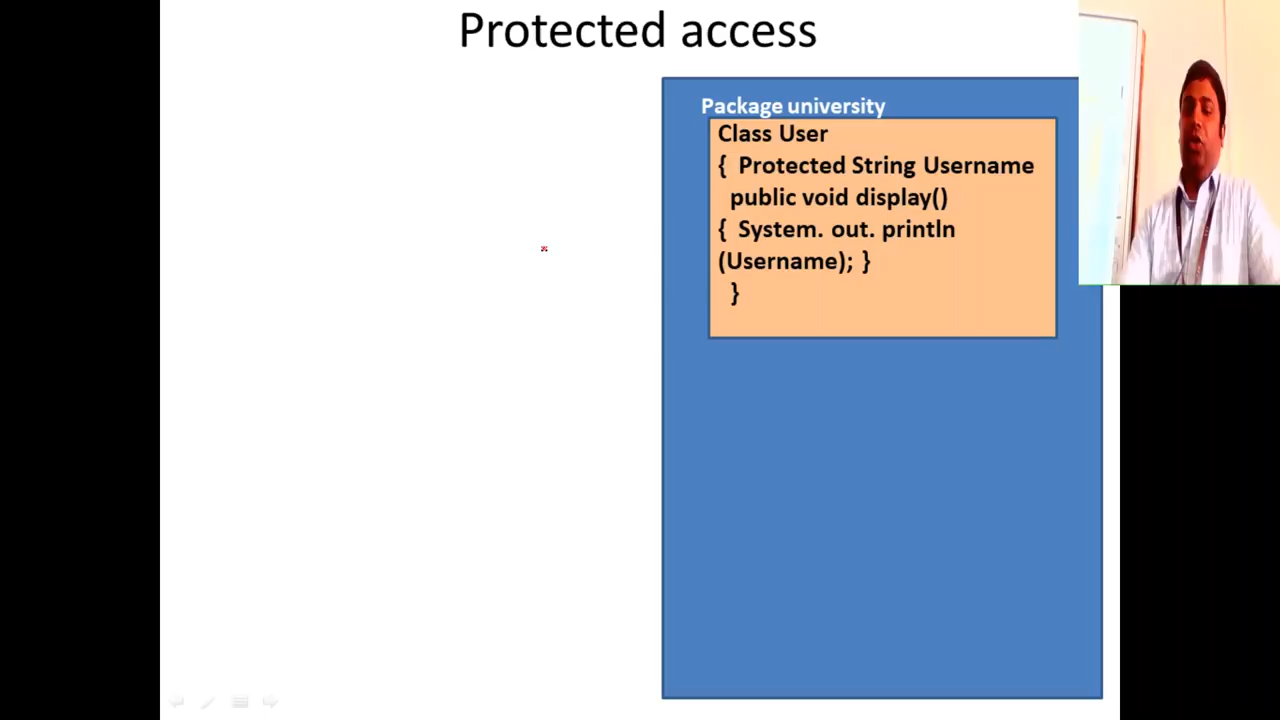 Protected access
Package university
Class User
{ Protected String Username
public void display()
{ System. out. println
(Username); }
}